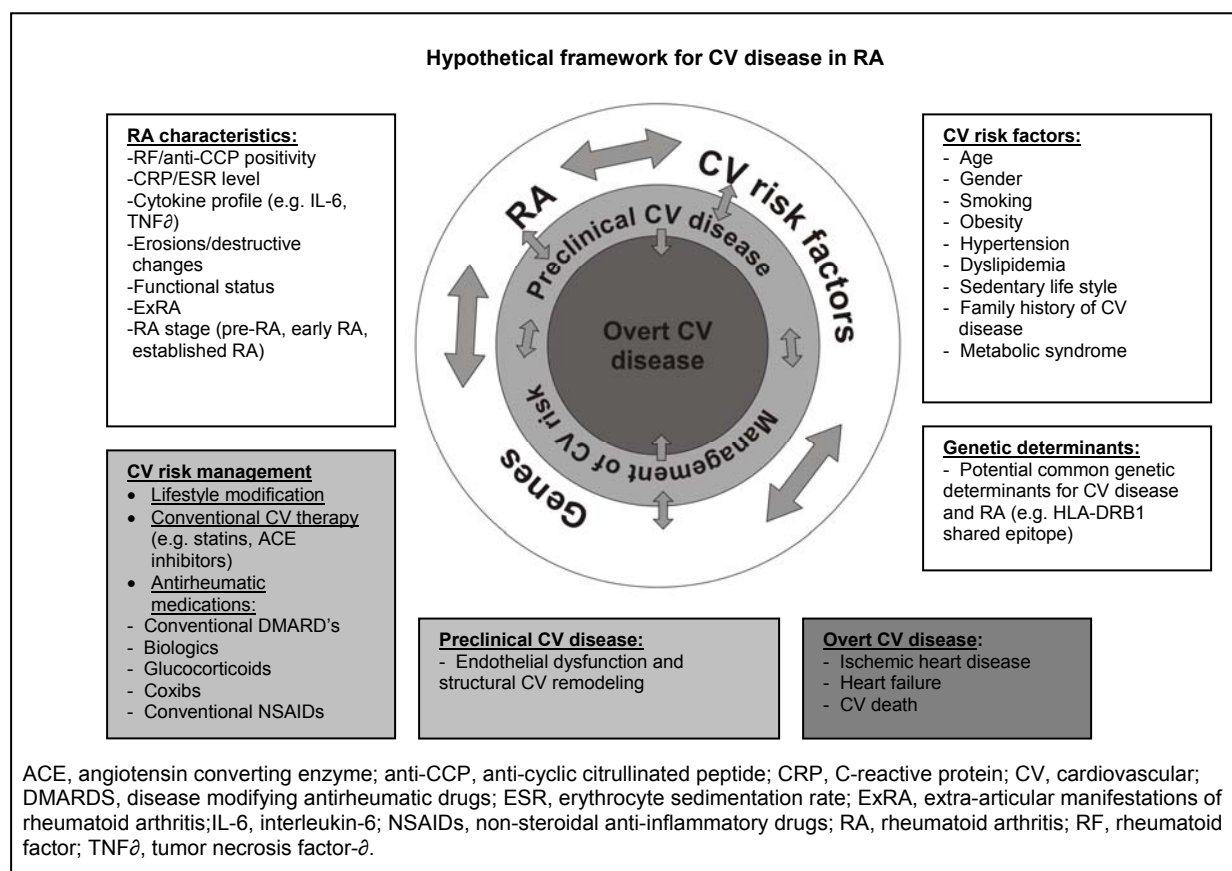 Hypothetical framework for CV disease in RA
RA characteristics:
-RF/anti-CCP positivity
-CRP/ESR level
-Cytokine profile (e.g. IL-6,
TNF∂)
-Erosions/destructive
changes
-Functional status
-ExRA
-RA stage (pre-RA, early RA,
established RA)
RA
CV risk factors
Preclinical CV disease
Overt CV
disease
Management of CV risk
Genes
CV risk factors:
- Age
- Gender
- Smoking
- Obesity
- Hypertension
- Dyslipidemia
- Sedentary life style
- Family history of CV
disease
- Metabolic syndrome
Genetic determinants:
- Potential common genetic
determinants for CV disease
and RA (e.g. HLA-DRB1
shared epitope)
CV risk management
• Lifestyle modification
• Conventional CV therapy
(e.g. statins, ACE
inhibitors)
• Antirheumatic
medications:
- Conventional DMARD's
- Biologics
- Glucocorticoids
- Coxibs
- Conventional NSAIDs
Preclinical CV disease:
- Endothelial dysfunction and
structural CV remodeling
Overt CV disease:
- Ischemic heart disease
- Heart failure
- CV death
ACE, angiotensin converting enzyme; anti-CCP, anti-cyclic citrullinated peptide; CRP, C-reactive protein; CV, cardiovascular;
DMARDS, disease modifying antirheumatic drugs; ESR, erythrocyte sedimentation rate; ExRA, extra-articular manifestations of
rheumatoid arthritis;IL-6, interleukin-6; NSAIDs, non-steroidal anti-inflammatory drugs; RA, rheumatoid arthritis; RF, rheumatoid
factor; TNF∂, tumor necrosis factor-∂.